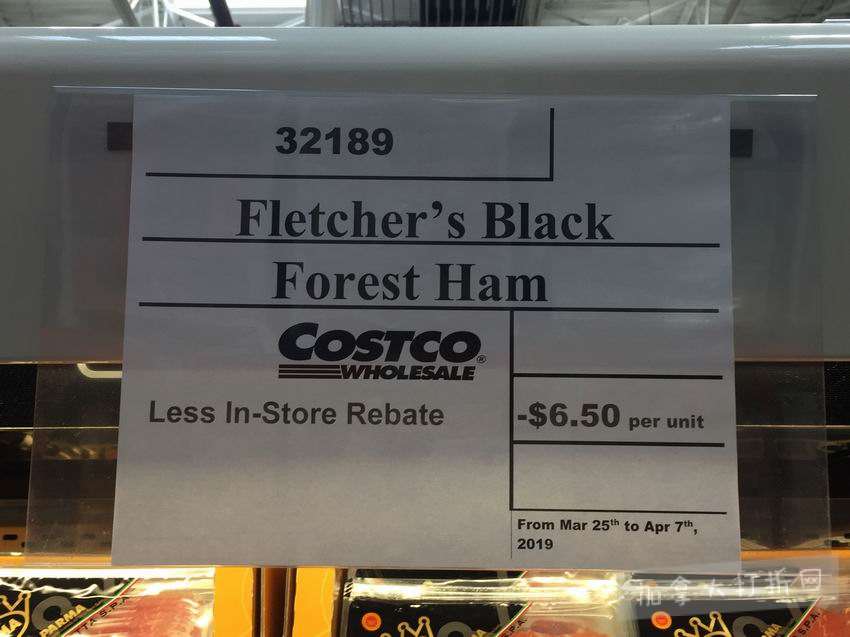 32189
Fletcher's Black
Forest Ham
COSTCO®
WHOLESALE
Less In-Store Rebate
-$6.50 per unit
From Mar 25th to Apr 7th,
2019
加拿大打折网
PARMA